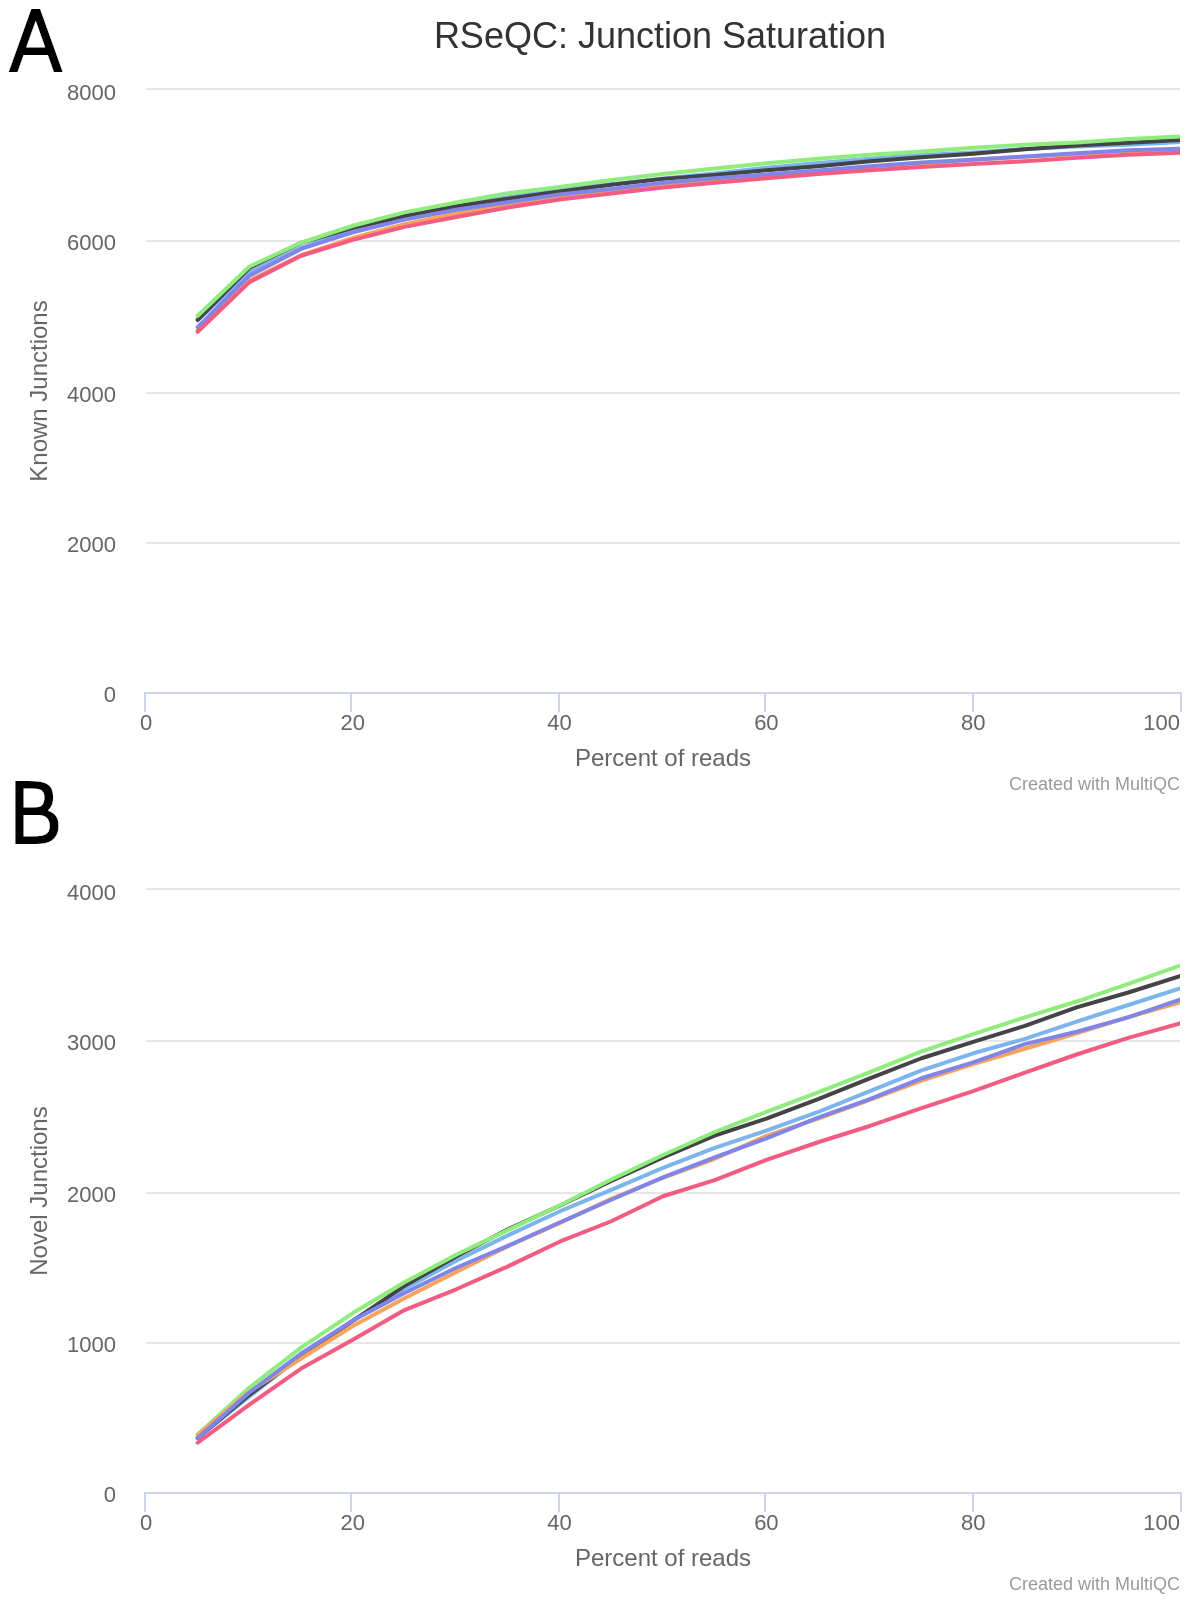 A
RSeQC: Junction Saturation
8000
6000
4000
2000
0
Known Junctions
0 20 40 60 80 100
Percent of reads
Created with MultiQC
B
4000
3000
2000
1000
0
Novel Junctions
0 20 40 60 80 100
Percent of reads
Created with MultiQC